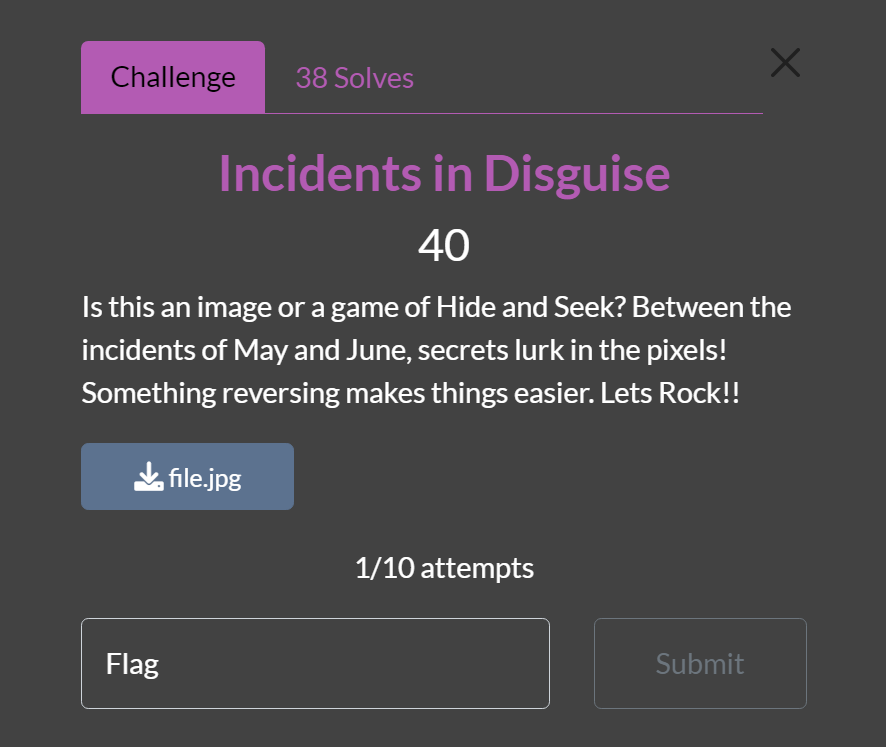 Challenge
38 Solves
Incidents in Disguise
40
Is this an image or a game of Hide and Seek? Between the
incidents of May and June, secrets lurk in the pixels!
Something reversing makes things easier. Lets Rock!!
file.jpg
1/10 attempts
Flag
Submit